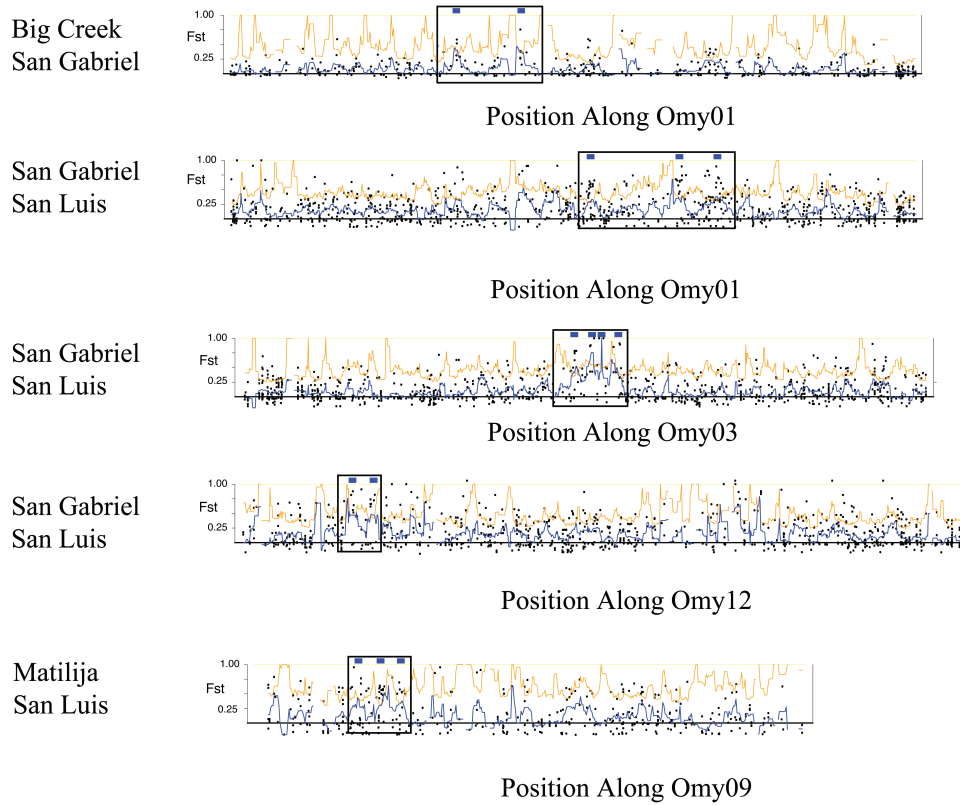 Big Creek
San Gabriel
1.00
Fst
0.25
Position Along Omy01
San Gabriel
San Luis
1.00
Fst
0.25
Position Along Omy01
San Gabriel
San Luis
1.00
Fst
0.25
Position Along Omy03
San Gabriel
San Luis
1.00
Fst
0.25
Position Along Omy12
Matilija
San Luis
1.00
Fst
0.25
Position Along Omy09